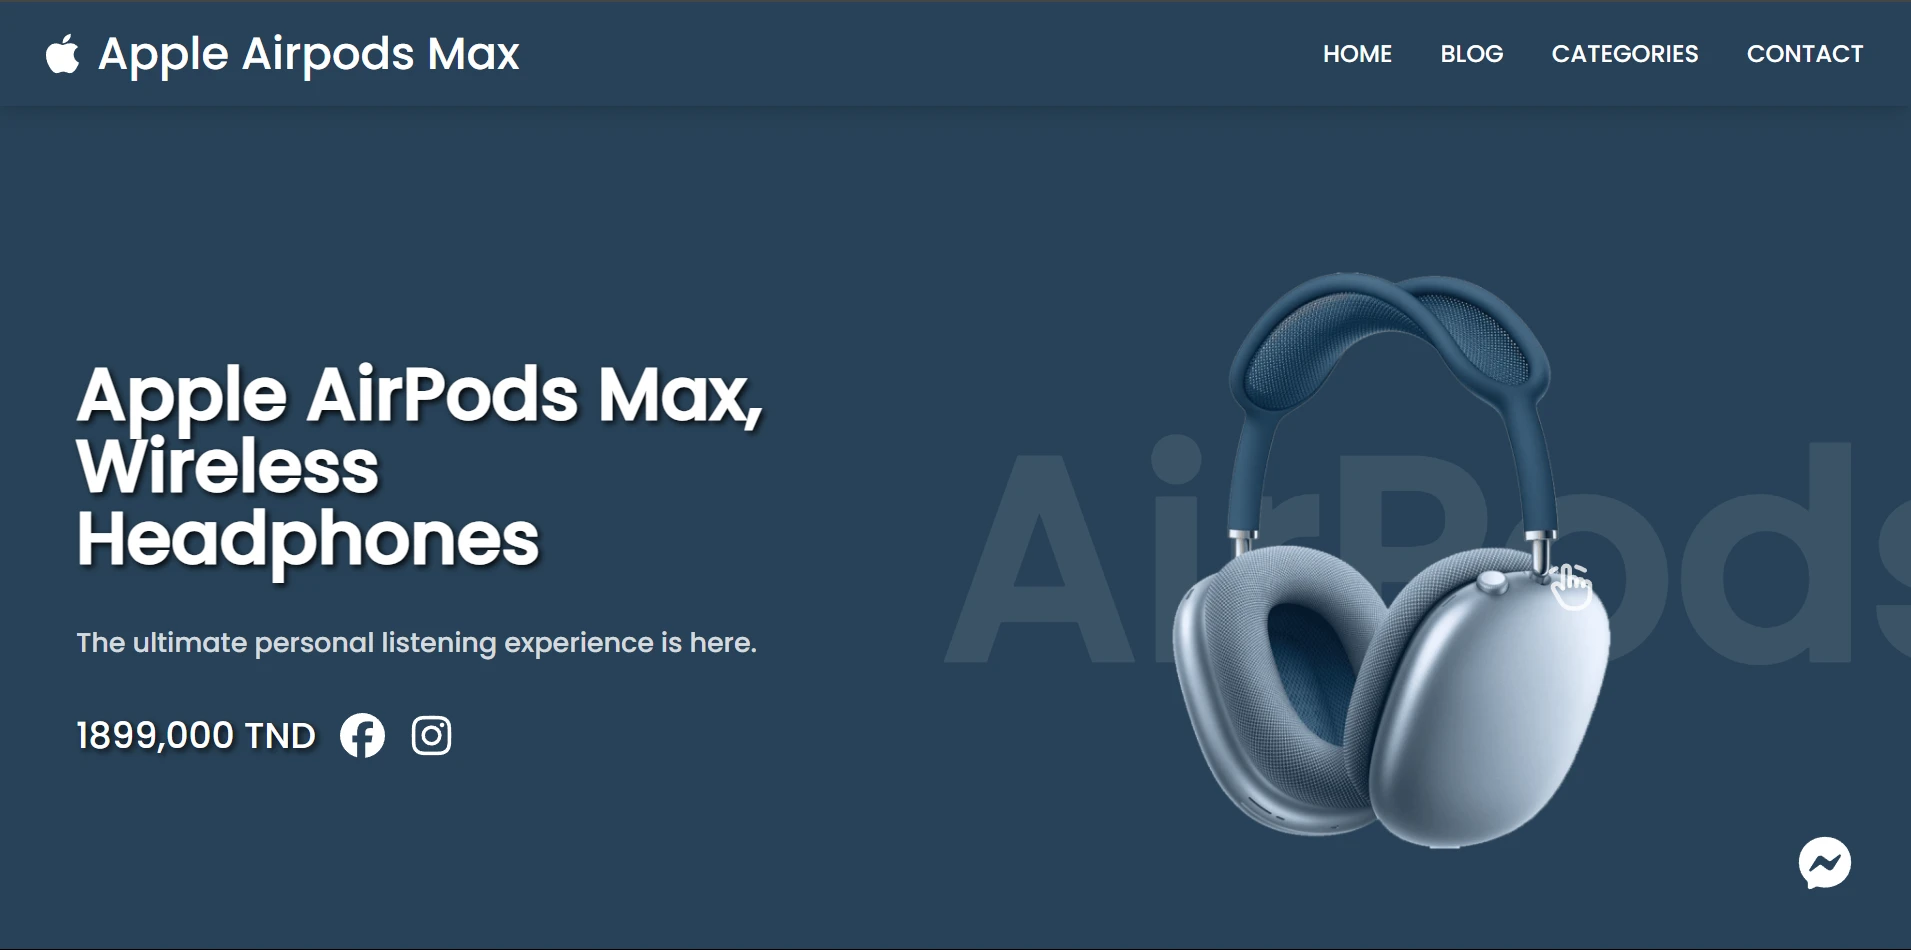 Apple Airpods Max
HOME BLOG CATEGORIES CONTACT
Apple AirPods Max,
Wireless
Headphones
The ultimate personal listening experience is here.
1899,000 TND
AirPods